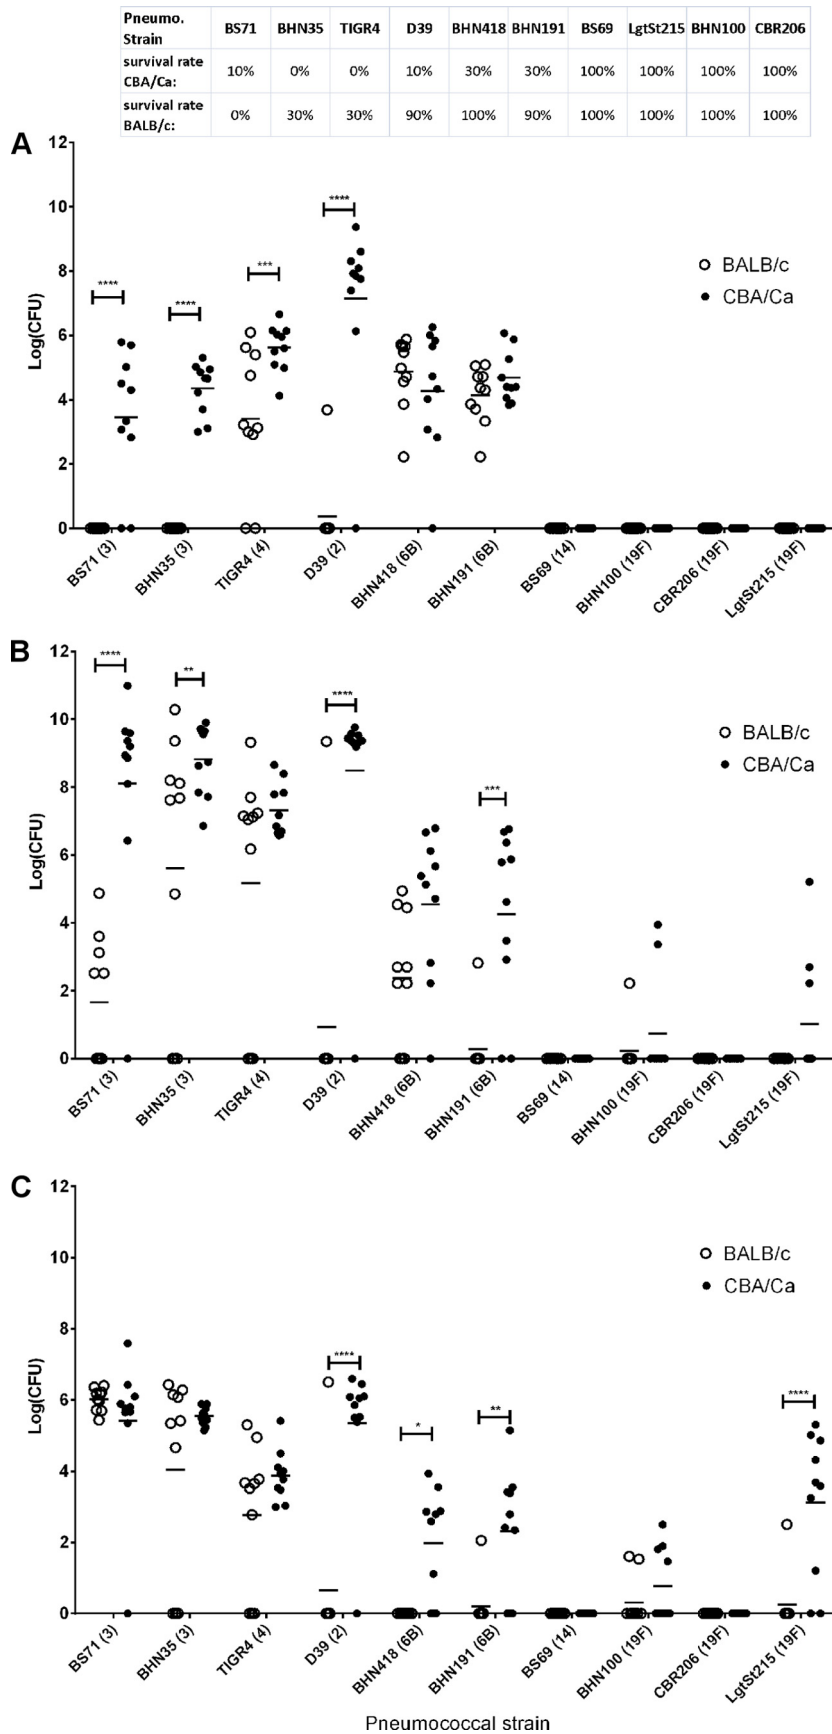 Pneumo. Strain BS71 BHN35 TIGR4 D39 BHN418 BHN191 BS69 LgtSt215 BHN100 CBR206
survival rate CBA/Ca: 10% 0% 0% 10% 30% 30% 100% 100% 100% 100%
survival rate BALB/c: 0% 30% 30% 90% 100% 90% 100% 100% 100% 100%
A
12
10
8
6
4
2
0
Log(CFU)
**** **** *** ****
BALB/c
CBA/Ca
BS71 (3) BHN35 (3) TIGR4 (4) D39 (2) BHN418 (6B) BHN191 (6B) BS69 (14) BHN100 (19F) CBR206 (19F) LgtSt215 (19F)
B
12
10
8
6
4
2
0
Log(CFU)
**** ** **** ***
BALB/c
CBA/Ca
BS71 (3) BHN35 (3) TIGR4 (4) D39 (2) BHN418 (6B) BHN191 (6B) BS69 (14) BHN100 (19F) CBR206 (19F) LgtSt215 (19F)
C
12
10
8
6
4
2
0
Log(CFU)
**** * ** ****
BALB/c
CBA/Ca
BS71 (3) BHN35 (3) TIGR4 (4) D39 (2) BHN418 (6B) BHN191 (6B) BS69 (14) BHN100 (19F) CBR206 (19F) LgtSt215 (19F)
Pneumococcal strain